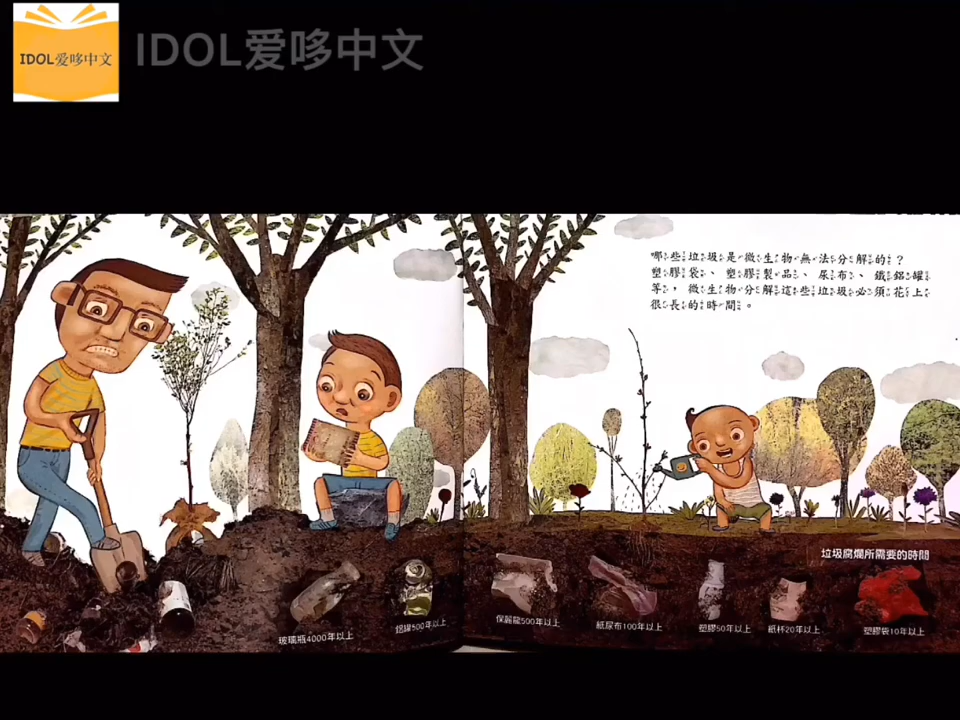 IDOL爱哆中文
IDOL爱哆中文
哪些垃圾是微生物無法分解的？
塑膠袋、塑膠製品、尿布、鐵鋁罐
等，微生物分解這些垃圾必須花上
很長的時間。
垃圾腐爛所需要的時間
玻璃瓶4000年以上
鋁罐500年以上
保麗龍500年以上
紙尿布100年以上
塑膠50年以上
紙杯20年以上
塑膠袋10年以上